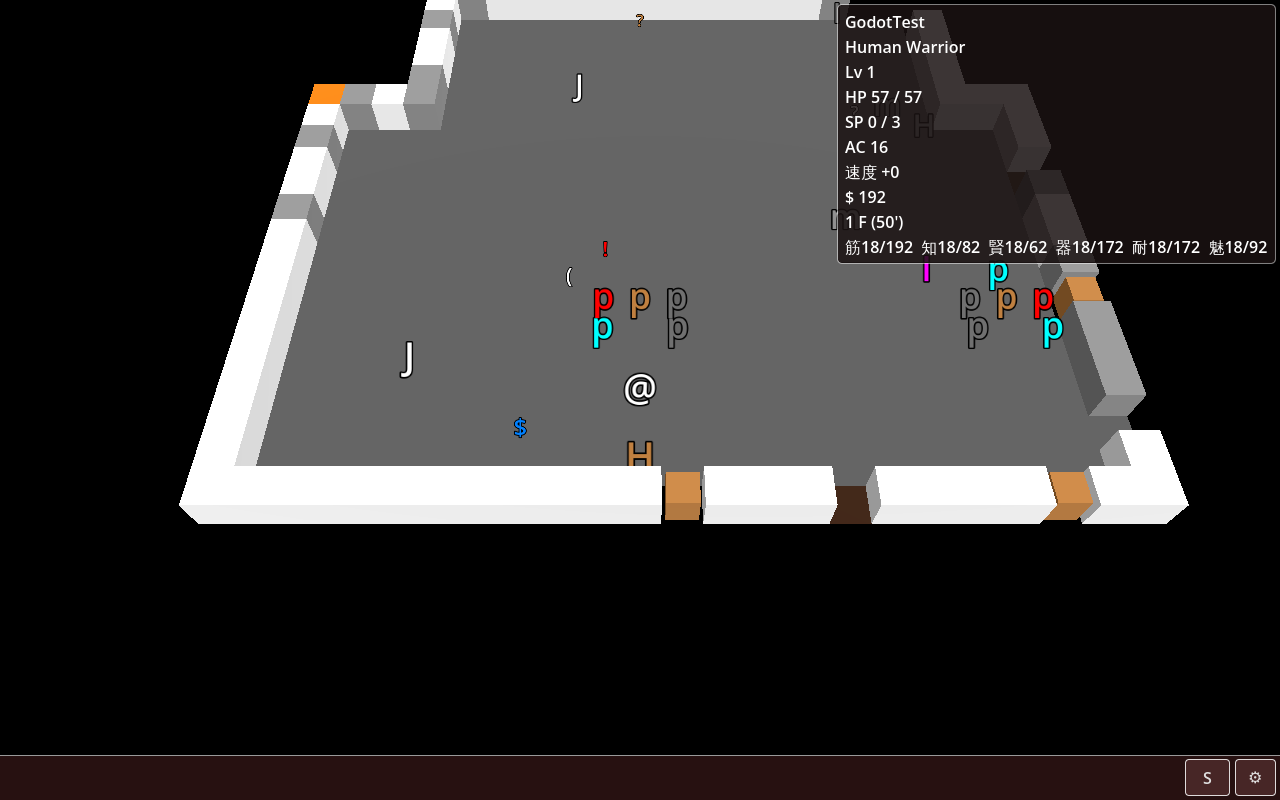 ?
J
GodotTest
Human Warrior
Lv 1
HP 57 / 57
H
SP 0 / 3
AC 16
速度 +0
$ 192
m
1 F (50')
筋18/192 知18/82 賢18/62 器18/172 耐18/172 魅18/92
!
( p
p p p p p p
p p p p
J
@
$
H
S ⚙